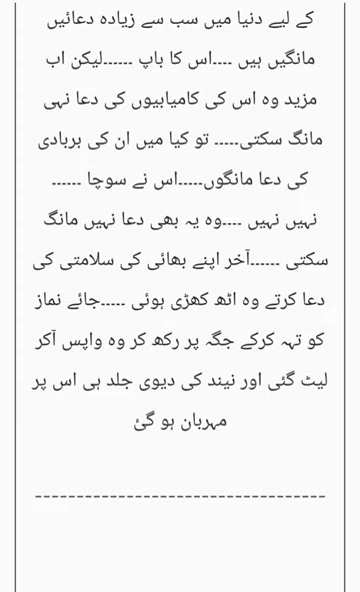 کے لیے دنیا میں سب سے زیادہ دعائیں
مانگیں ہیں ....اس کا باپ ......لیکن اب
مزید وہ اس کی کامیابیوں کی دعا نہی
مانگ سکتی..... تو کیا میں ان کی بربادی
کی دعا مانگوں.....اس نے سوچا ......
نہیں نہیں ....وہ یہ بھی دعا نہیں مانگ
سکتی ......آخر اپنے بھائی کی سلامتی کی
دعا کرتے وہ اٹھ کھڑی ہوئی .....جائے نماز
کو تہہ کرکے جگہ پر رکھ کر وہ واپس آکر
لیٹ گئی اور نیند کی دیوی جلد ہی اس پر
مہربان ہو گئ
-----------------------------------